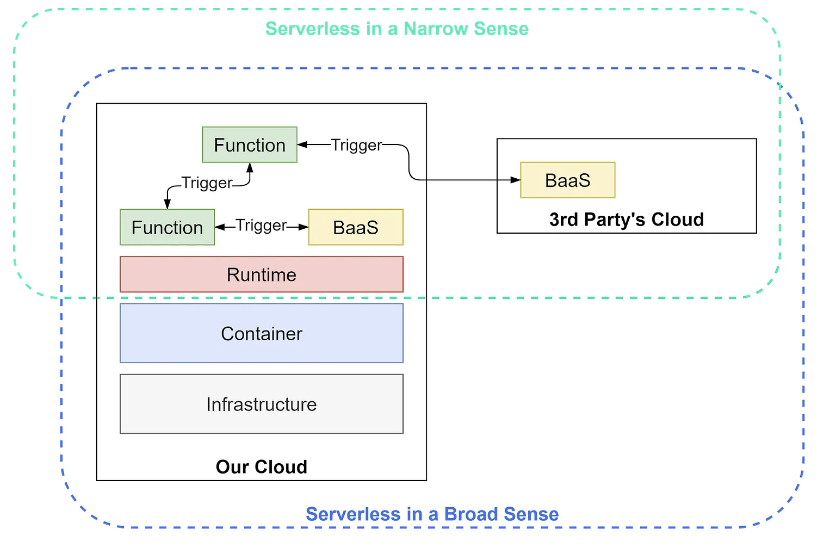 Serverless in a Narrow Sense
Function
Trigger
Trigger
BaaS
3rd Party's Cloud
Function
Trigger
BaaS
Runtime
Container
Infrastructure
Our Cloud
Serverless in a Broad Sense